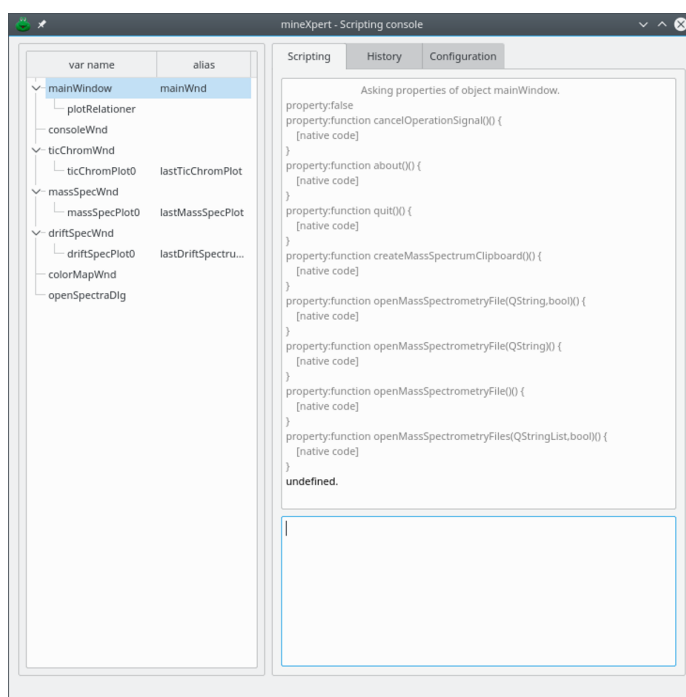 mineXpert - Scripting console
var name alias
mainWindow mainWnd
plotRelationer
consoleWnd
ticChromWnd
ticChromPlot0 lastTicChromPlot
massSpecWnd
massSpecPlot0 lastMassSpecPlot
driftSpecWnd
driftSpecPlot0 lastDriftSpectru...
colorMapWnd
openSpectraDlg
Scripting History Configuration
Asking properties of object mainWindow.
property:false
property:function cancelOperationSignal()() {
[native code]
}
property:function about()() {
[native code]
}
property:function quit()() {
[native code]
}
property:function createMassSpectrumClipboard()() {
[native code]
}
property:function openMassSpectrometryFile(QString,bool)() {
[native code]
}
property:function openMassSpectrometryFile(QString)() {
[native code]
}
property:function openMassSpectrometryFile()() {
[native code]
}
property:function openMassSpectrometryFiles(QStringList,bool)() {
[native code]
}
undefined.